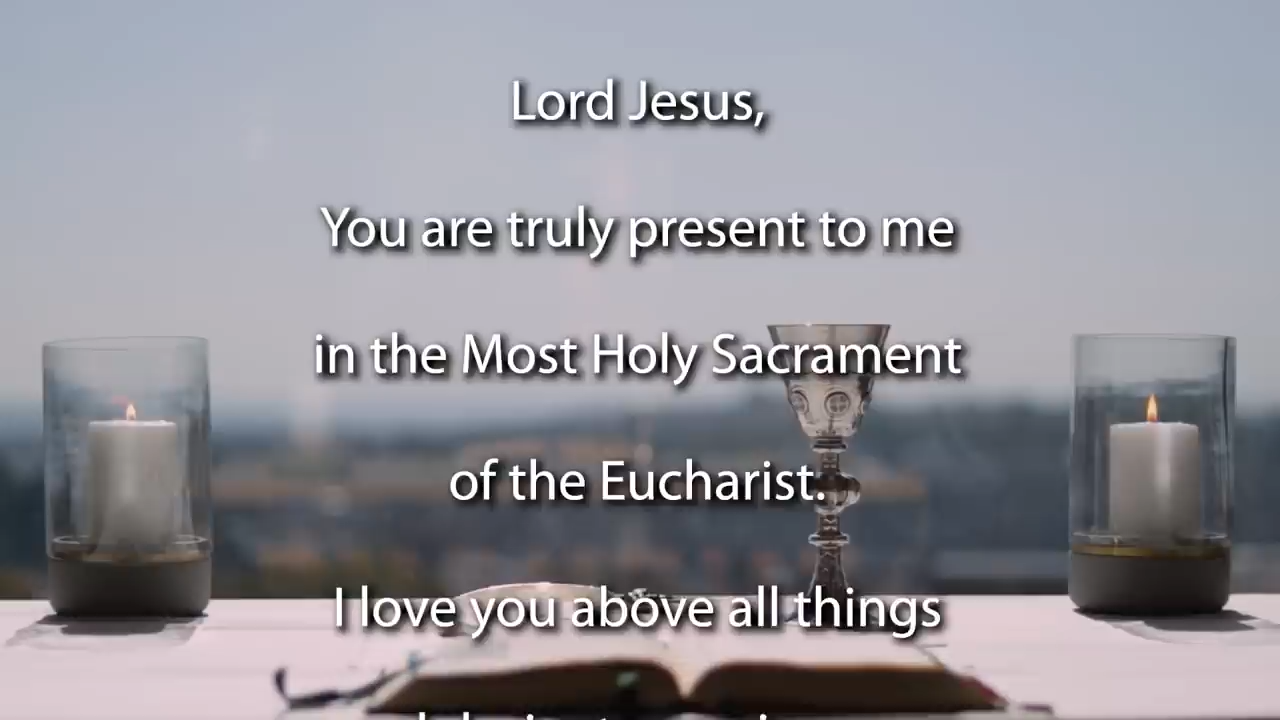 Lord Jesus,
You are truly present to me
in the Most Holy Sacrament
of the Eucharist.
I love you above all things